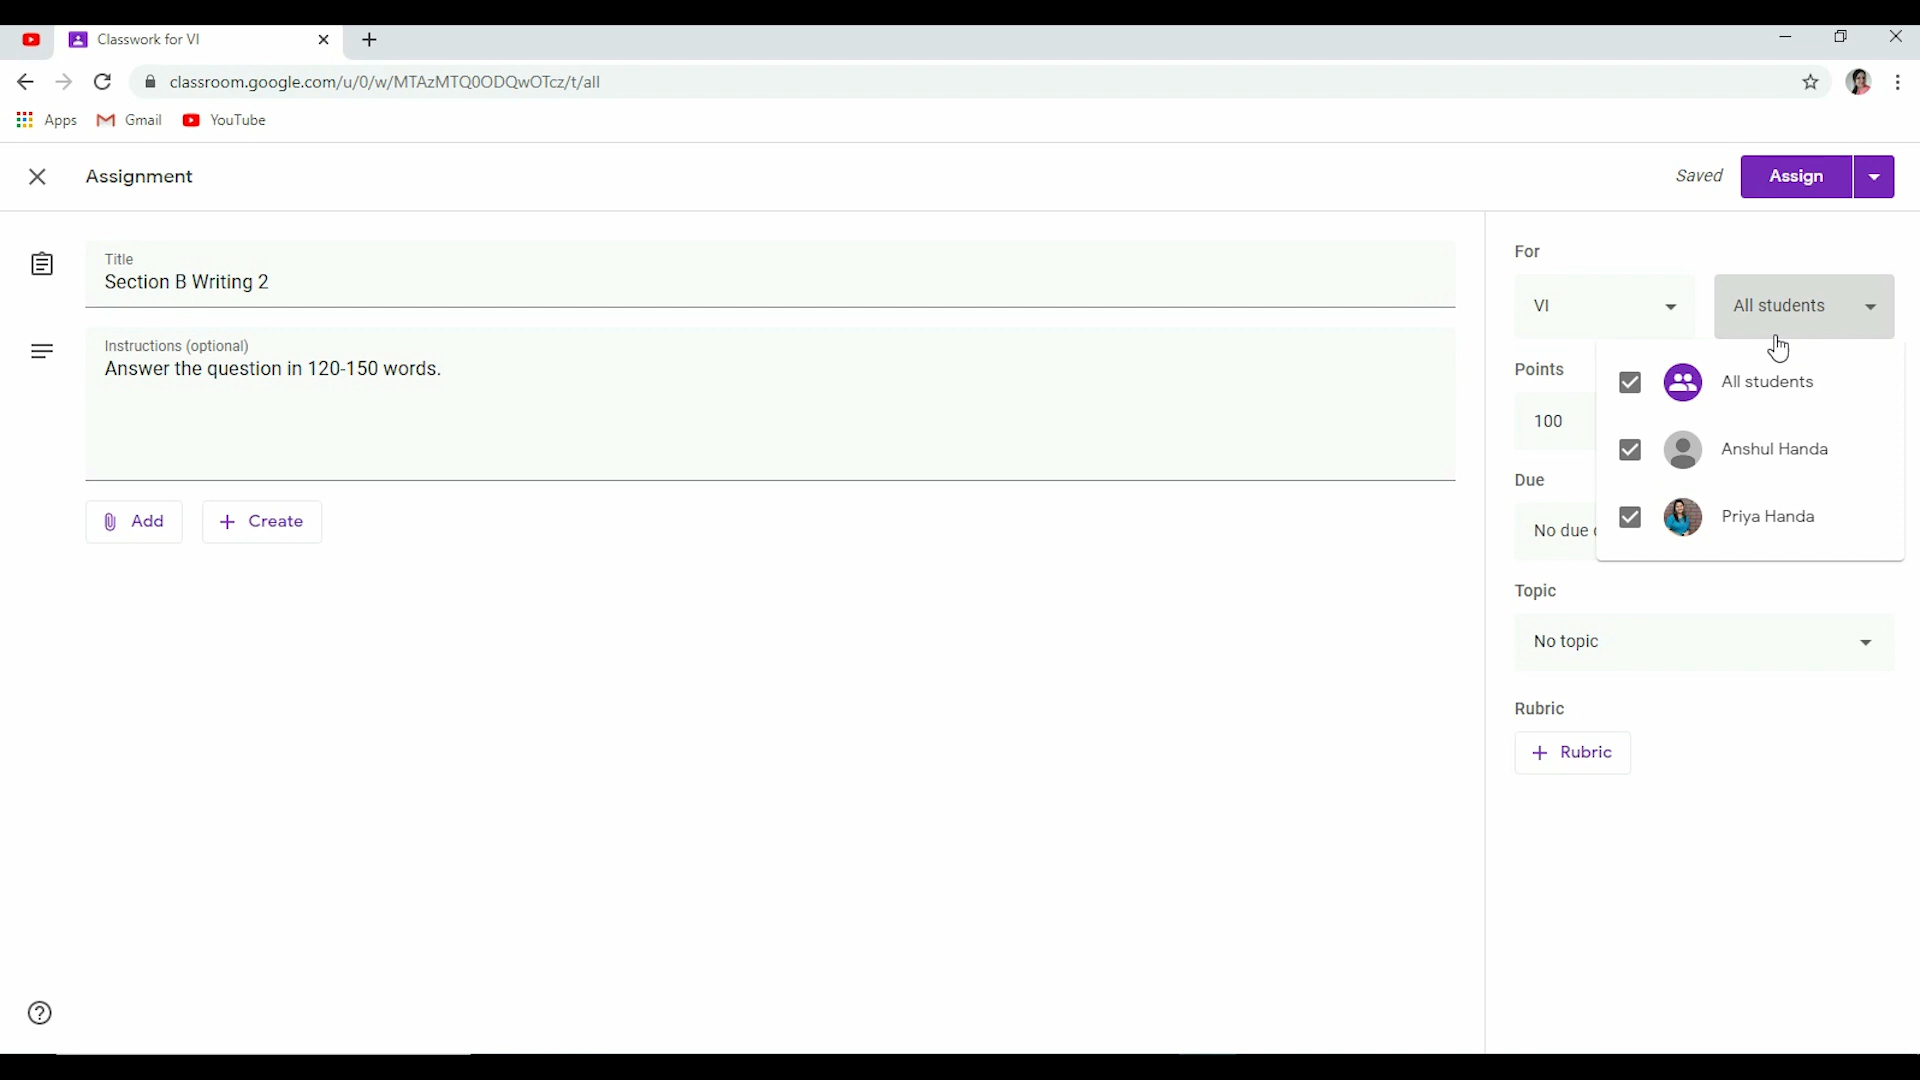 Classwork for VI
classroom.google.com/u/0/w/MTAzMTQ0ODQwOTcz/t/all
Apps Gmail YouTube
Assignment
Saved Assign
Title
Section B Writing 2
Instructions (optional)
Answer the question in 120-150 words.
Add Create
For
VI All students
All students
Anshul Handa
Priya Handa
Points
100
Due
No due
Topic
No topic
Rubric
Rubric